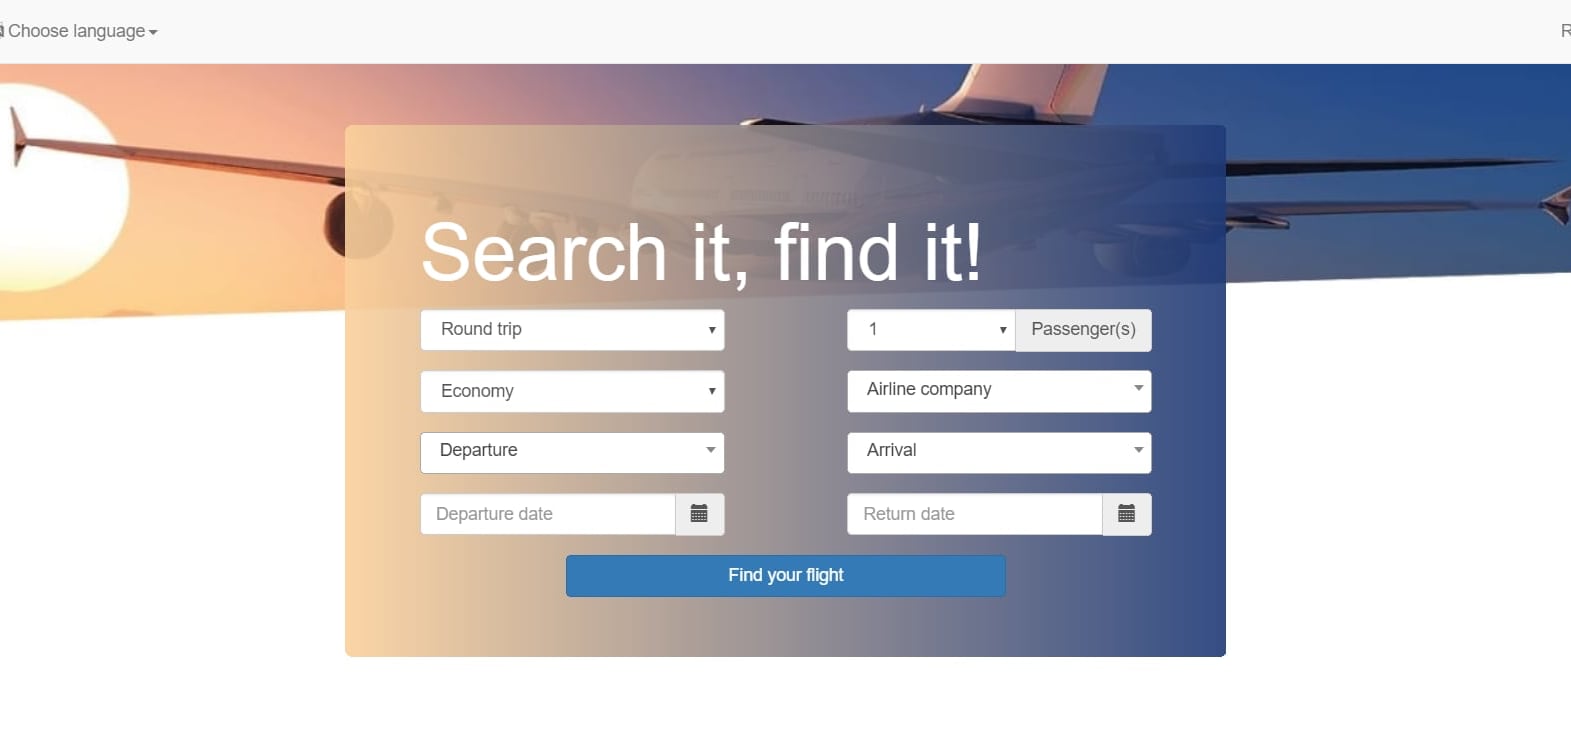 Choose language
Search it, find it!
Round trip
1 Passenger(s)
Economy
Airline company
Departure
Arrival
Departure date
Return date
Find your flight